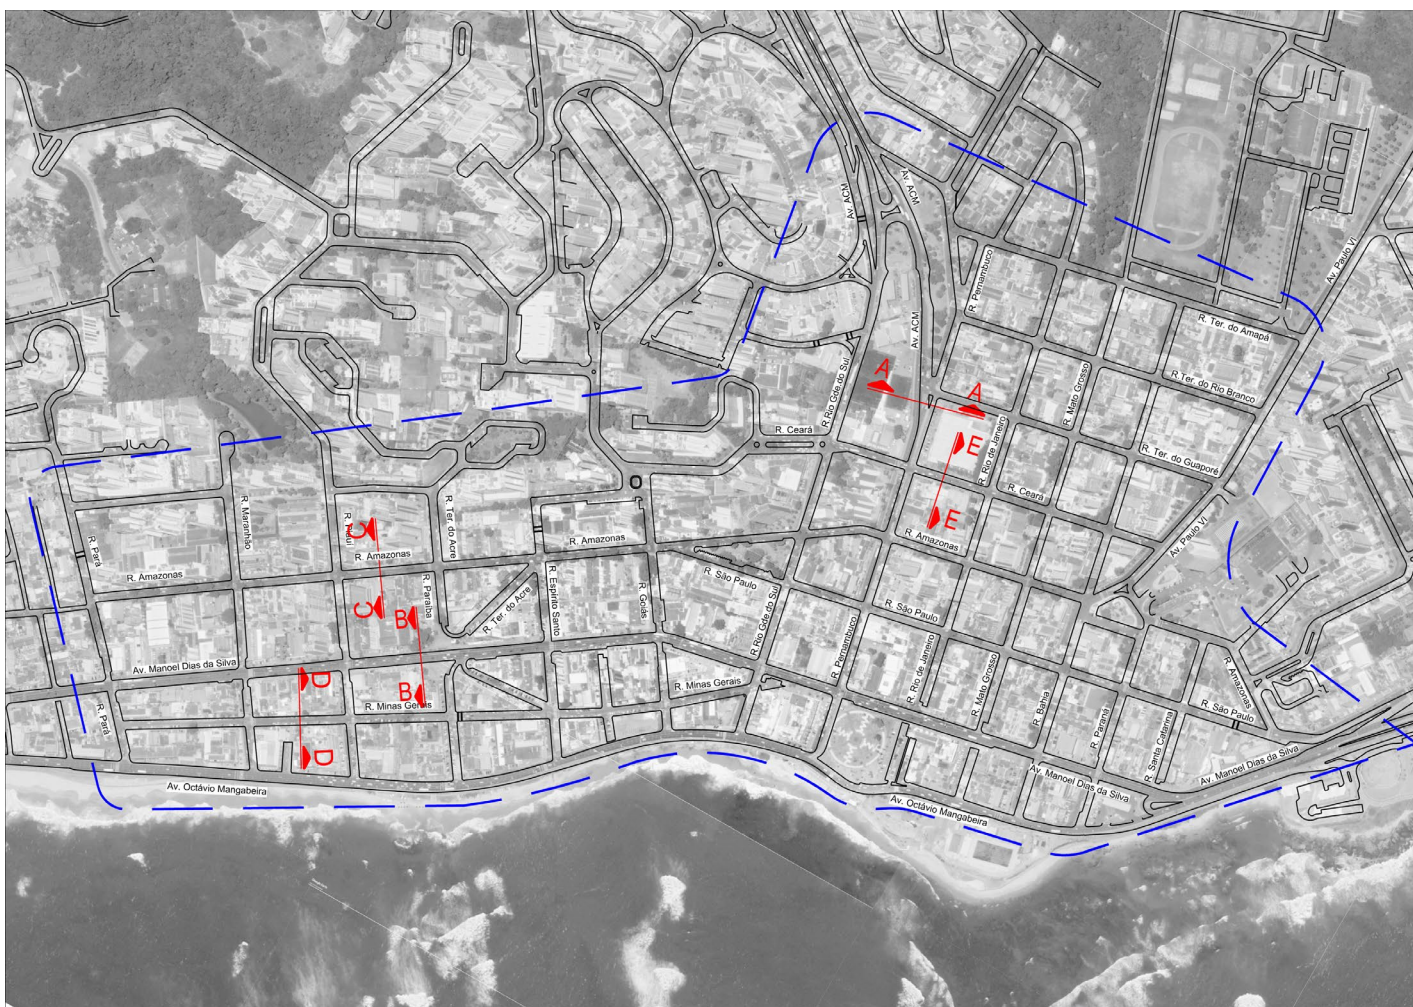 Av. ACM
Av. ACM
Av. Paulo VI
R. Pernambuco
Av. ACM
R. Ter. do Amapá
R. Rio Gde do Sul
A
A
R. Mato Grosso
R. Ter. do Rio Branco
R. Ceará
E
R. Rio de Janeiro
R. Ter. do Guaporé
R. Ceará
R. Maranhão
R. Piauí
C
R. Ter. do Acre
E
R. Pará
R. Amazonas
R. Amazonas
R. Amazonas
Av. Paulo VI
R. Amazonas
R. Paraíba
C
B
R. Ter. do Acre
R. Espírito Santo
R. Goiás
R. São Paulo
R. Rio Gde do Sul
R. São Paulo
R. Pernambuco
Av. Manoel Dias da Silva
D
B
R. Minas Gerais
R. Minas Gerais
R. Rio de Janeiro
R. Mato Grosso
R. Amazonas
R. São Paulo
R. Pará
R. Bahia
R. Paraná
R. Santa Catarina
D
Av. Octávio Mangabeira
Av. Manoel Dias da Silva
Av. Manoel Dias da Silva
Av. Octávio Mangabeira